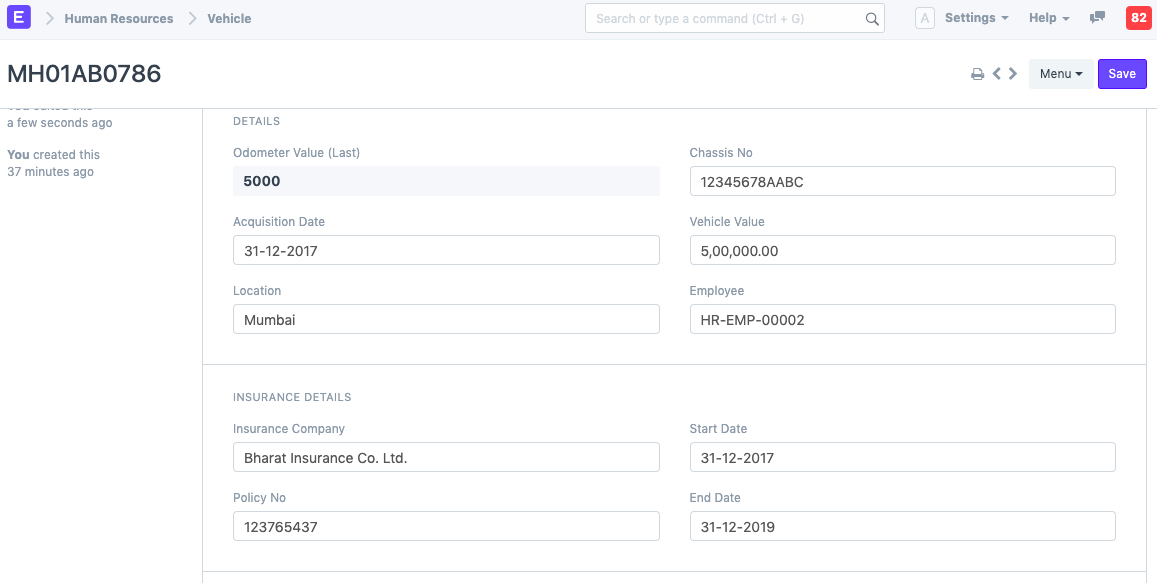 E Human Resources Vehicle Search or type a command (Ctrl + G) A Settings Help 82
MH01AB0786 Menu Save
a few seconds ago
You created this
37 minutes ago
DETAILS
Odometer Value (Last) Chassis No
5000 12345678AABC
Acquisition Date Vehicle Value
31-12-2017 5,00,000.00
Location Employee
Mumbai HR-EMP-00002
INSURANCE DETAILS
Insurance Company Start Date
Bharat Insurance Co. Ltd. 31-12-2017
Policy No End Date
123765437 31-12-2019